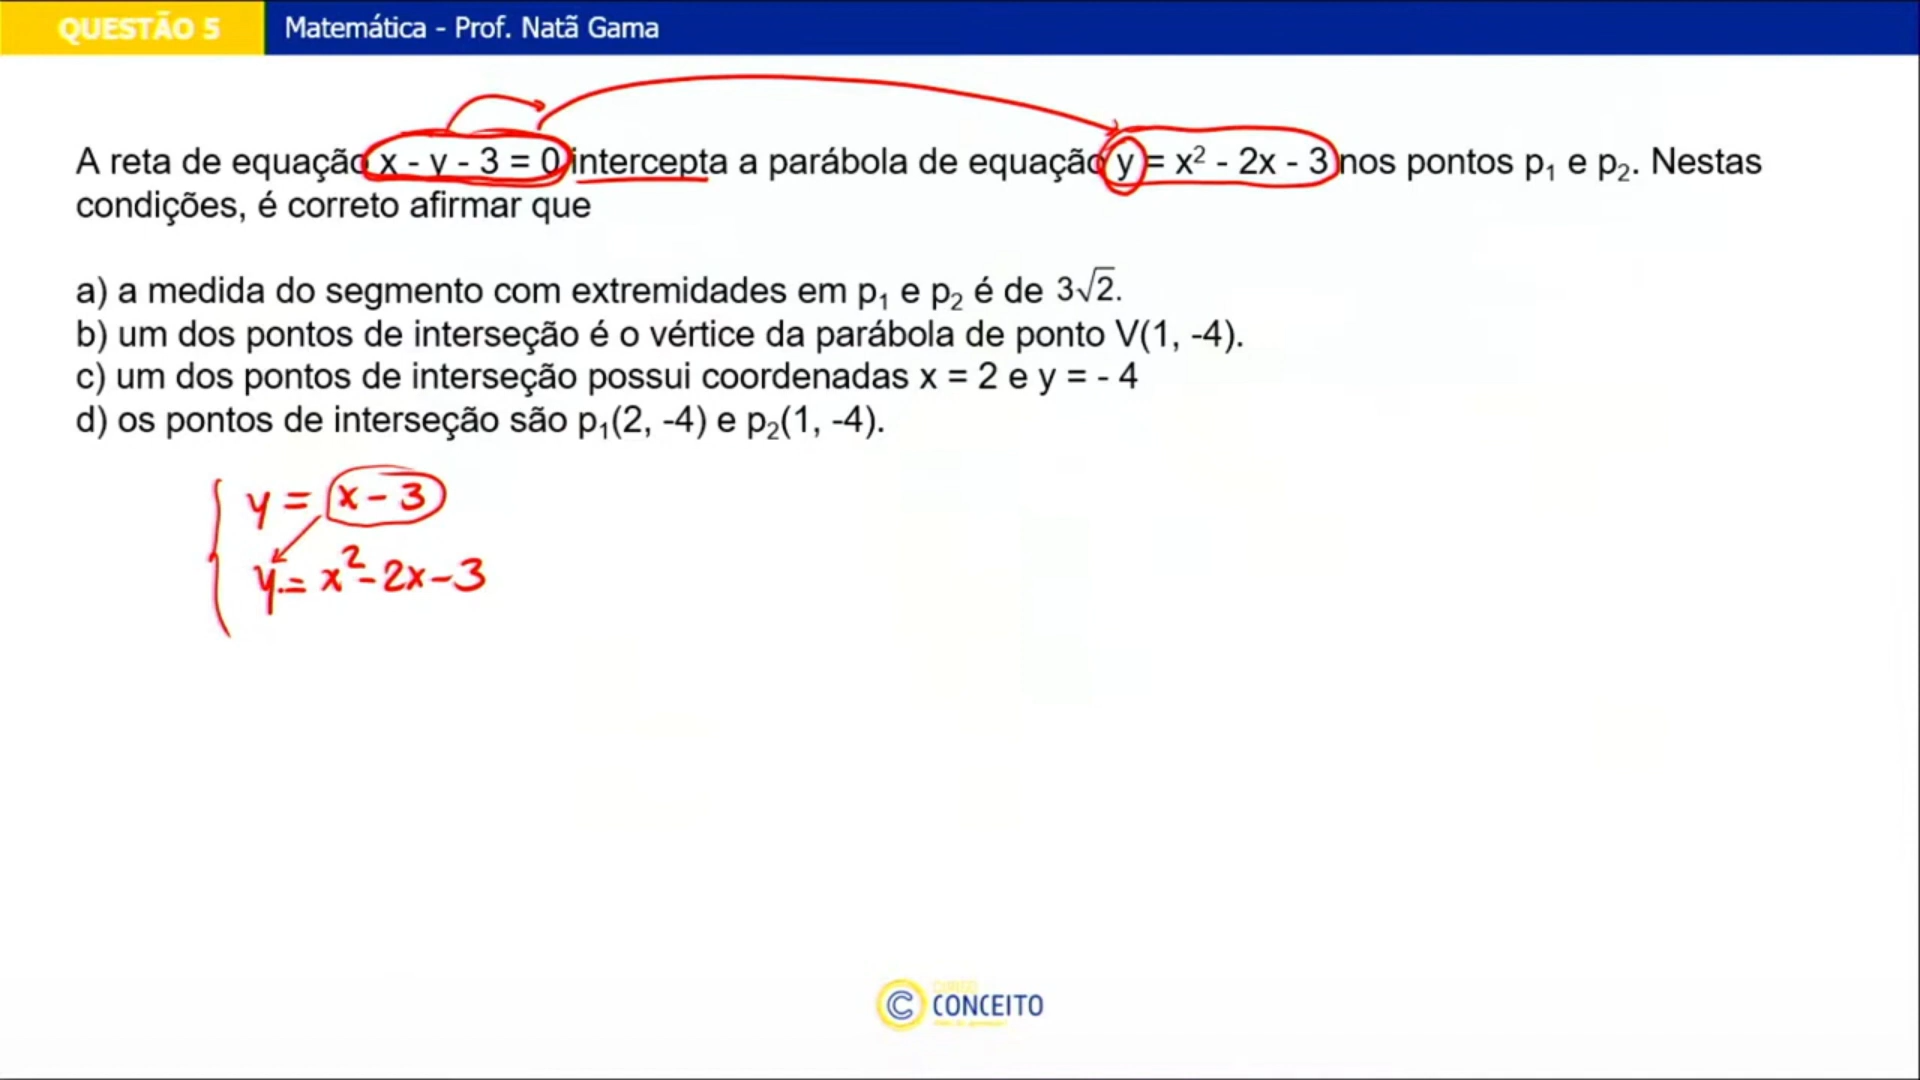 QUESTÃO 5
Matemática - Prof. Natã Gama
A reta de equação x - y - 3 = 0 intercepta a parábola de equação y = x² - 2x - 3 nos pontos p₁ e p₂. Nestas
condições, é correto afirmar que
a) a medida do segmento com extremidades em p₁ e p₂ é de 3√2.
b) um dos pontos de interseção é o vértice da parábola de ponto V(1, -4).
c) um dos pontos de interseção possui coordenadas x = 2 e y = - 4
d) os pontos de interseção são p₁(2, -4) e p₂(1, -4).
y = x - 3
y = x² - 2x - 3
CURSO
CONCEITO